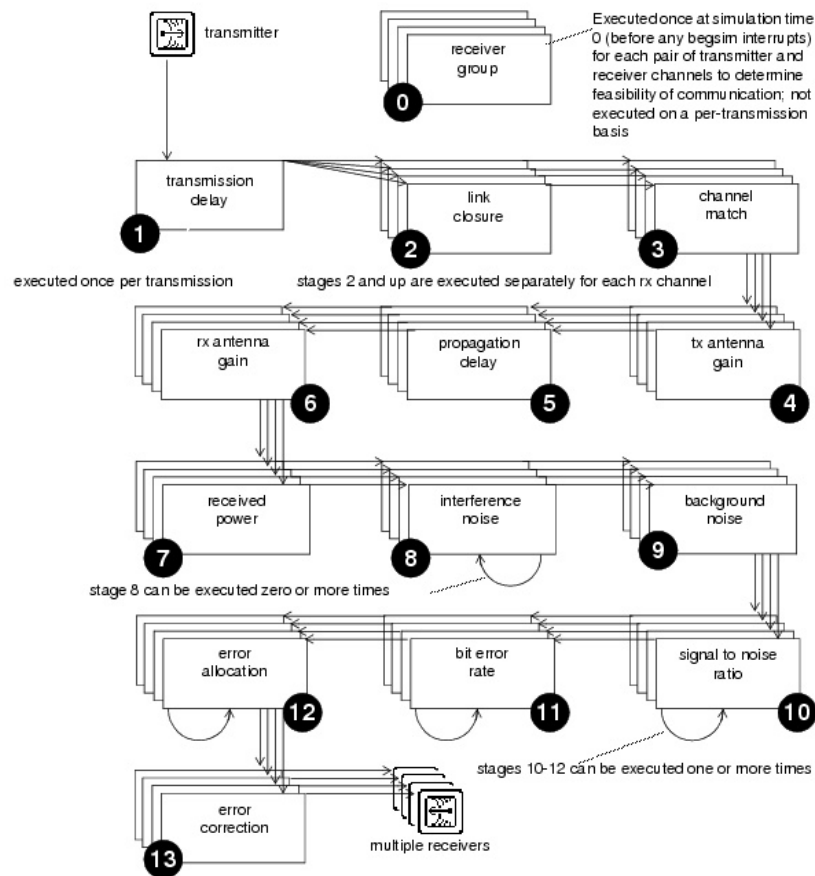 transmitter
receiver
group
0
Executed once at simulation time
0 (before any begsim interrupts)
for each pair of transmitter and
receiver channels to determine
feasibility of communication; not
executed on a per-transmission
basis
transmission
delay
1
link
closure
2
channel
match
3
executed once per transmission
stages 2 and up are executed separately for each rx channel
rx antenna
gain
6
propagation
delay
5
tx antenna
gain
4
received
power
7
interference
noise
8
background
noise
9
stage 8 can be executed zero or more times
error
allocation
12
bit error
rate
11
signal to noise
ratio
10
stages 10-12 can be executed one or more times
error
correction
13
multiple receivers